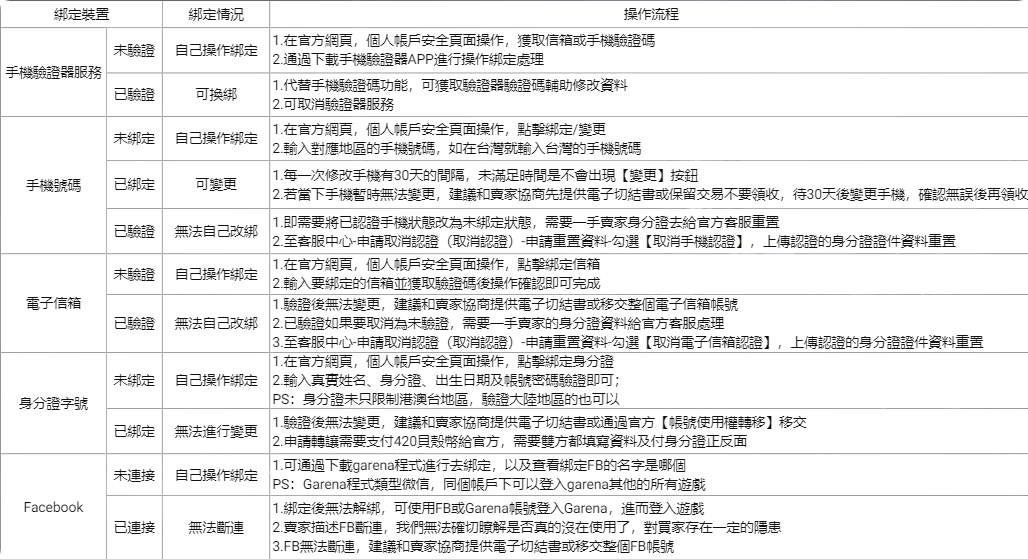 綁定裝置 綁定情況 操作流程
手機驗證器服務 未驗證 自己操作綁定 1.在官方網頁，個人帳戶安全頁面操作，獲取信箱或手機驗證碼
2.通過下載手機驗證器APP進行操作綁定處理
已驗證 可換綁 1.代替手機驗證碼功能，可獲取驗證器驗證碼輔助修改資料
2.可取消驗證器服務
手機號碼 未綁定 自己操作綁定 1.在官方網頁，個人帳戶安全頁面操作，點擊綁定/變更
2.輸入對應地區的手機號碼，如在台灣就輸入台灣的手機號碼
已綁定 可變更 1.每一次修改手機有30天的間隔，未滿足時間是不會出現【變更】按鈕
2.若當下手機暫時無法變更，建議和賣家協商先提供電子切結書或保留交易不要領收，待30天後變更手機，確認無誤後再領收
已驗證 無法自己改綁 1.即需要將已認證手機狀態改為未綁定狀態，需要一手賣家身分證去給官方客服重置
2.至客服中心-申請取消認證（取消認證）-申請重置資料-勾選【取消手機認證】，上傳認證的身分證證件資料重置
電子信箱 未驗證 自己操作綁定 1.在官方網頁，個人帳戶安全頁面操作，點擊綁定信箱
2.輸入要綁定的信箱並獲取驗證碼後操作確認即可完成
已驗證 無法自己改綁 1.驗證後無法變更，建議和賣家協商提供電子切結書或移交整個電子信箱帳號
2.已驗證如果要取消為未驗證，需要一手賣家的身分證資料給官方客服處理
3.至客服中心-申請取消認證（取消認證）-申請重置資料-勾選【取消電子信箱認證】，上傳認證的身分證證件資料重置
身分證字號 未綁定 自己操作綁定 1.在官方網頁，個人帳戶安全頁面操作，點擊綁定身分證
2.輸入真實姓名、身分證、出生日期及帳號密碼驗證即可；
PS：身分證未只限制港澳台地區，驗證大陸地區的也可以
已綁定 無法進行變更 1.驗證後無法變更，建議和賣家協商提供電子切結書或通過官方【帳號使用權轉移】移交
2.申請轉讓需要支付420貝殼幣給官方，需要雙方都填寫資料及付身分證正反面
Facebook 未連接 自己操作綁定 1.可通過下載garena程式進行去綁定，以及查看綁定FB的名字是哪個
PS：Garena程式類型微信，同個帳戶下可以登入garena其他的所有遊戲
已連接 無法斷連 1.綁定後無法解綁，可使用FB或Garena帳號登入Garena，進而登入遊戲
2.賣家描述FB斷連，我們無法確切瞭解是否真的沒在使用了，對買家存在一定的隱患
3.FB無法斷連，建議和賣家協商提供電子切結書或移交整個FB帳號